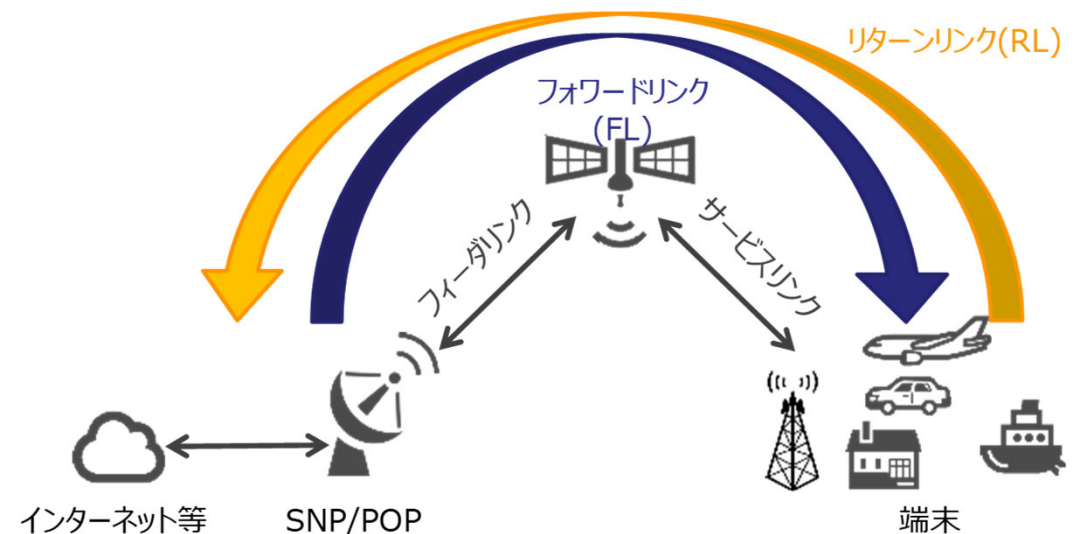 リターンリンク(RL)
フォワードリンク
(FL)
フィーダリンク
サービスリンク
インターネット等
SNP/POP
端末